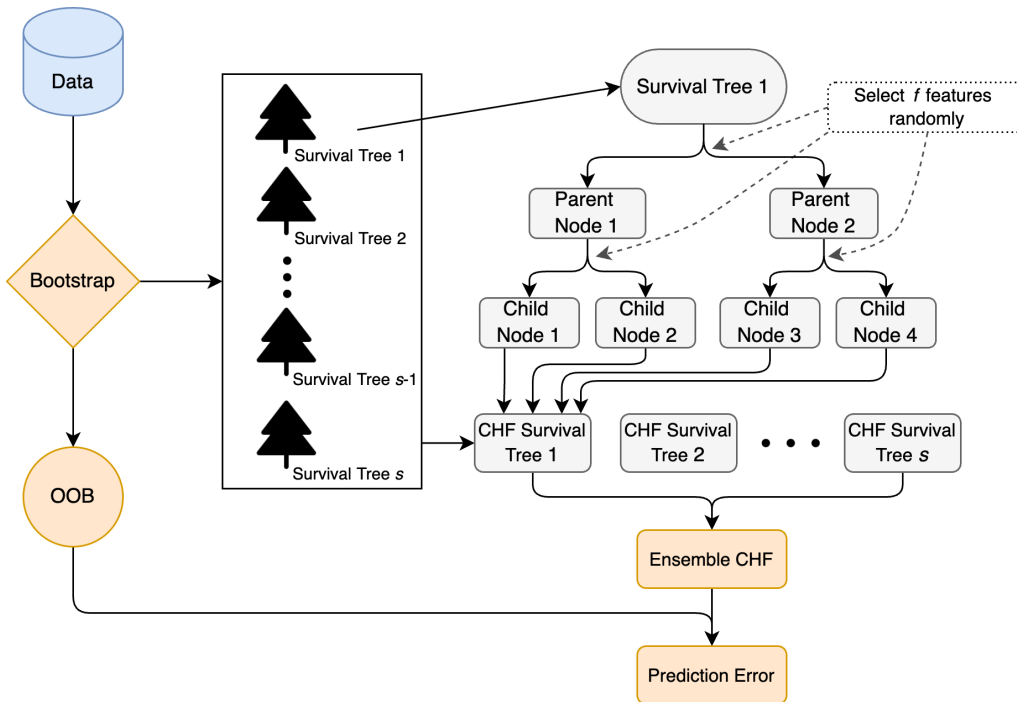 Data
Bootstrap
OOB
Survival Tree 1
Survival Tree 2
Survival Tree s-1
Survival Tree s
Survival Tree 1
Select f features
randomly
Parent
Node 1
Parent
Node 2
Child
Node 1
Child
Node 2
Child
Node 3
Child
Node 4
CHF Survival
Tree 1
CHF Survival
Tree 2
CHF Survival
Tree s
Ensemble CHF
Prediction Error